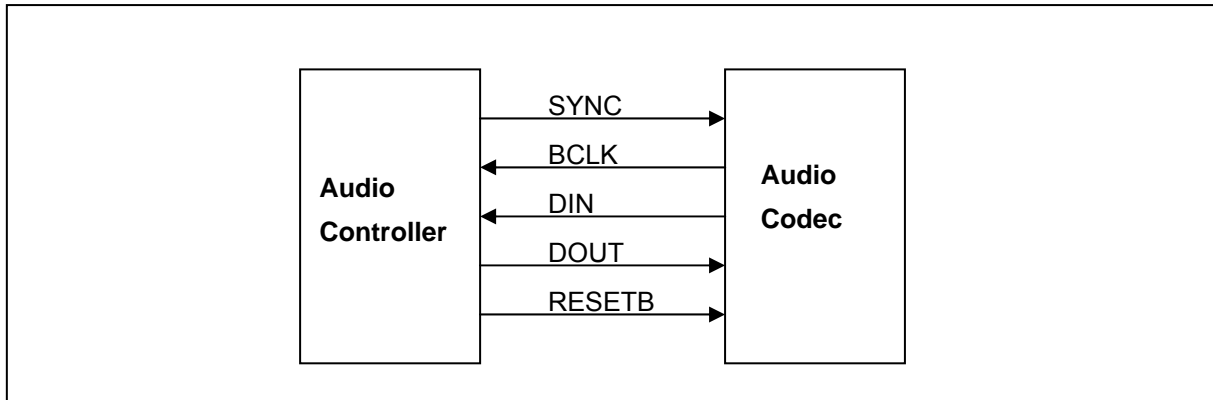 Audio
Controller
SYNC
BCLK
DIN
DOUT
RESETB
Audio
Codec